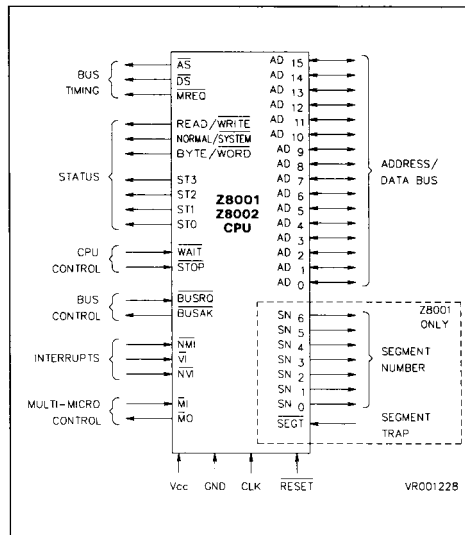 BUS TIMING
AS
DS
MREQ
STATUS
READ/WRITE
NORMAL/SYSTEM
BYTE/WORD
ST3
ST2
ST1
ST0
CPU CONTROL
WAIT
STOP
BUS CONTROL
BUSRQ
BUSAK
INTERRUPTS
NMI
VI
NVI
MULTI-MICRO CONTROL
MI
MO
Z8001
Z8002
CPU
AD 15
AD 14
AD 13
AD 12
AD 11
AD 10
AD 9
AD 8
AD 7
AD 6
AD 5
AD 4
AD 3
AD 2
AD 1
AD 0
ADDRESS/
DATA BUS
Z8001
ONLY
SN 6
SN 5
SN 4
SN 3
SN 2
SN 1
SN 0
SEGMENT
NUMBER
SEGT
SEGMENT
TRAP
Vcc GND CLK RESET
VR001228